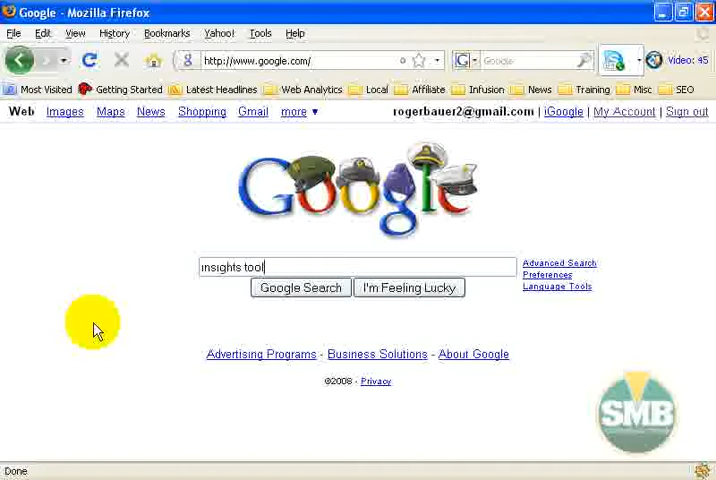 Google - Mozilla Firefox
File Edit View History Bookmarks Yahoo! Tools Help
http://www.google.com/ Google Video: 45
Most Visited Getting Started Latest Headlines Web Analytics Local Affiliate Infusion News Training Misc SEO
Web Images Maps News Shopping Gmail more ▼ rogerbauer2@gmail.com | iGoogle | My Account | Sign out
Google
insights tool
Advanced Search
Preferences
Language Tools
Google Search I'm Feeling Lucky
Advertising Programs - Business Solutions - About Google
©2008 - Privacy
SMB
Done